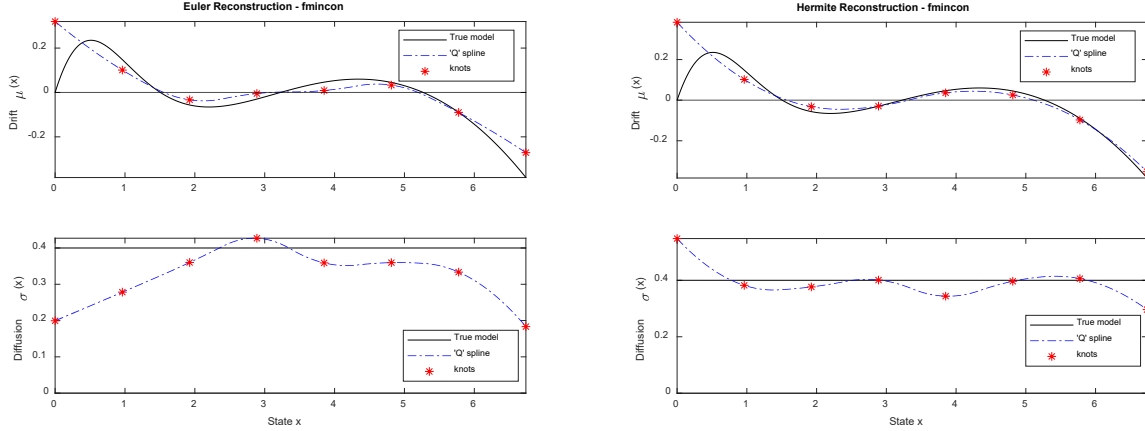 Euler Reconstruction - fmincon
0.2
0
-0.2
Drift μ (x)
True model
'Q' spline
knots
0 1 2 3 4 5 6
0.4
0.3
0.2
0.1
0
Diffusion σ (x)
True model
'Q' spline
knots
0 1 2 3 4 5 6
State x
Hermite Reconstruction - fmincon
0.2
0
-0.2
Drift μ (x)
True model
'Q' spline
knots
0 1 2 3 4 5 6
0.4
0.2
0
Diffusion σ (x)
True model
'Q' spline
knots
0 1 2 3 4 5 6
State x